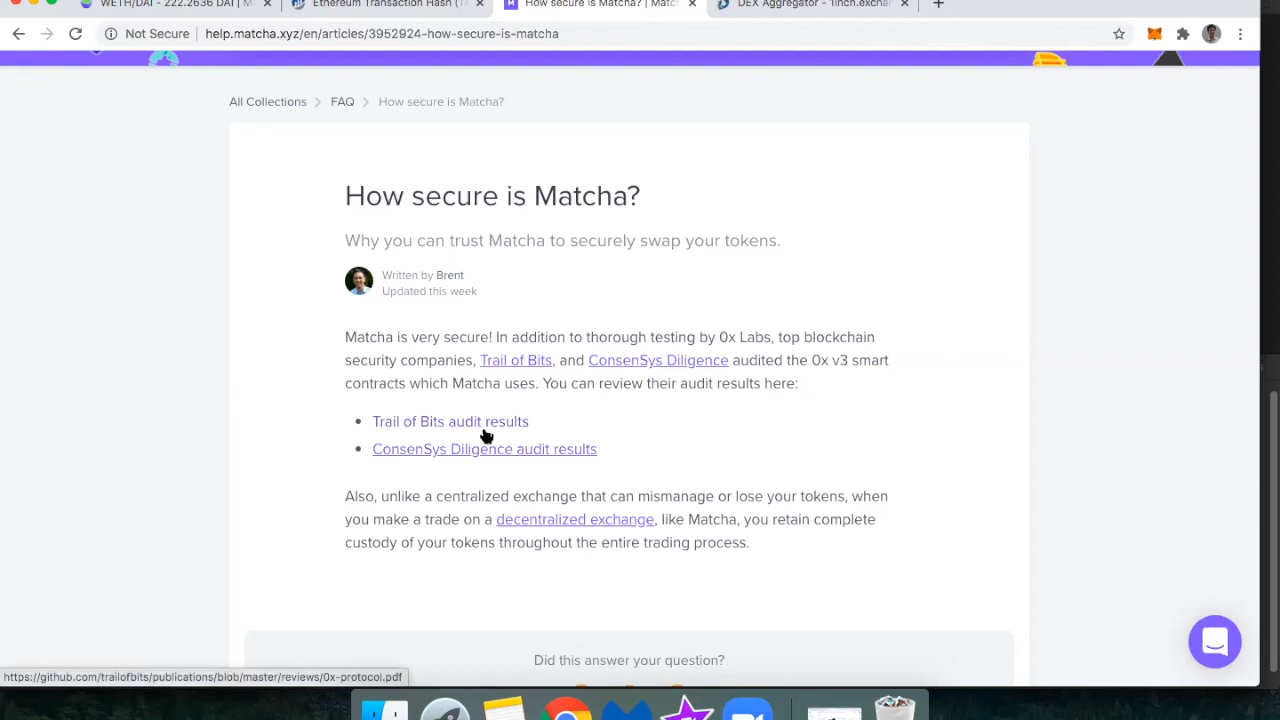 WETH/DAI - 222.2636 DAI | M
Ethereum Transaction Hash (T
How secure is Matcha? | Matc
DEX Aggregator - 1inch.excha
Not Secure
help.matcha.xyz/en/articles/3952924-how-secure-is-matcha
All Collections
FAQ
How secure is Matcha?
How secure is Matcha?
Why you can trust Matcha to securely swap your tokens.
Written by Brent
Updated this week
Matcha is very secure! In addition to thorough testing by 0x Labs, top blockchain
security companies, Trail of Bits, and ConsenSys Diligence audited the 0x v3 smart
contracts which Matcha uses. You can review their audit results here:
Trail of Bits audit results
ConsenSys Diligence audit results
Also, unlike a centralized exchange that can mismanage or lose your tokens, when
you make a trade on a decentralized exchange, like Matcha, you retain complete
custody of your tokens throughout the entire trading process.
Did this answer your question?
https://github.com/trailofbits/publications/blob/master/reviews/0x-protocol.pdf